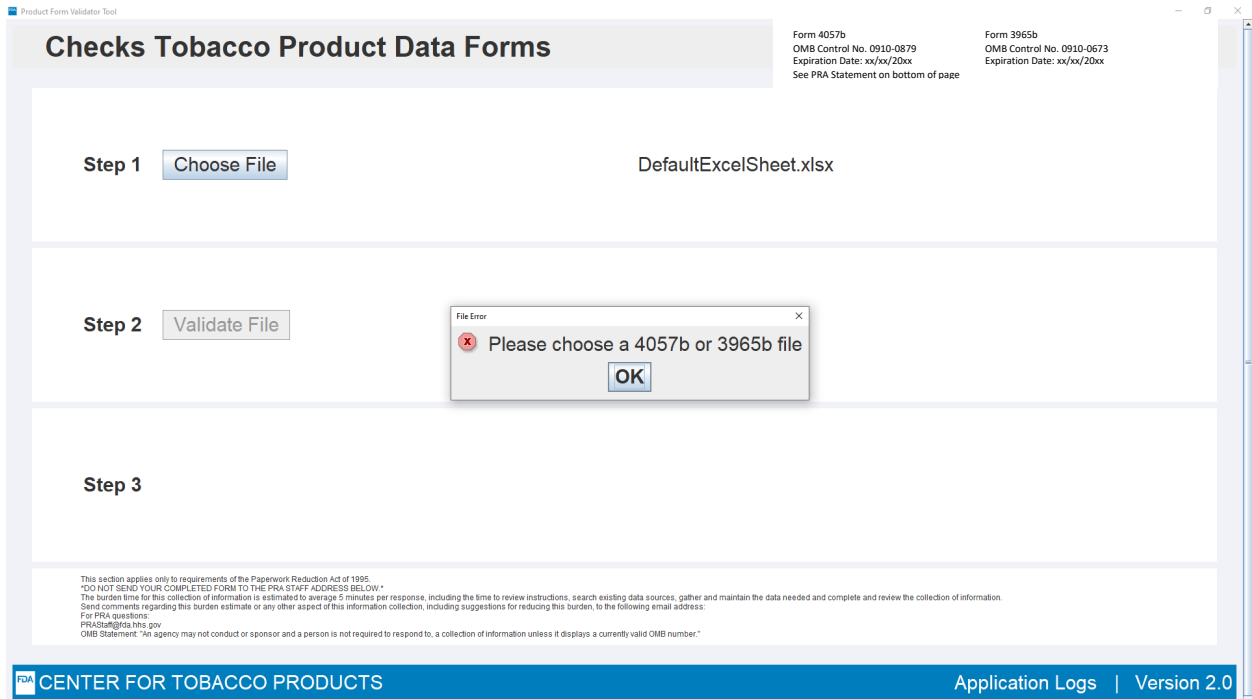 Product Form Validator Tool
Checks Tobacco Product Data Forms
Form 4057b
OMB Control No. 0910-0879
Expiration Date: xx/xx/20xx
See PRA Statement on bottom of page
Form 3965b
OMB Control No. 0910-0673
Expiration Date: xx/xx/20xx
Step 1
Choose File
DefaultExcelSheet.xlsx
Step 2
Validate File
File Error
Please choose a 4057b or 3965b file
OK
Step 3
This section applies only to requirements of the Paperwork Reduction Act of 1995.
*DO NOT SEND YOUR COMPLETED FORM TO THE PRA STAFF ADDRESS BELOW.*
The burden time for this collection of information is estimated to average 5 minutes per response, including the time to review instructions, search existing data sources, gather and maintain the data needed and complete and review the collection of information.
Send comments regarding this burden estimate or any other aspect of this information collection, including suggestions for reducing this burden, to the following email address:
For PRA questions:
PRAStaff@fda.hhs.gov
OMB Statement: "An agency may not conduct or sponsor and a person is not required to respond to, a collection of information unless it displays a currently valid OMB number."
FDA CENTER FOR TOBACCO PRODUCTS
Application Logs | Version 2.0